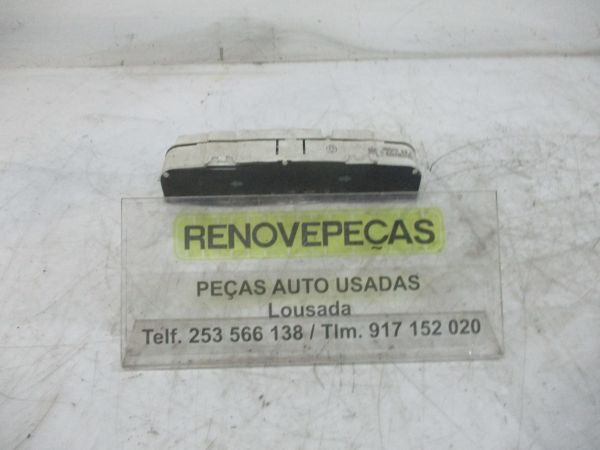 RENOVEPEÇAS
PEÇAS AUTO USADAS
Lousada
Telf. 253 566 138 / Tlm. 917 152 020